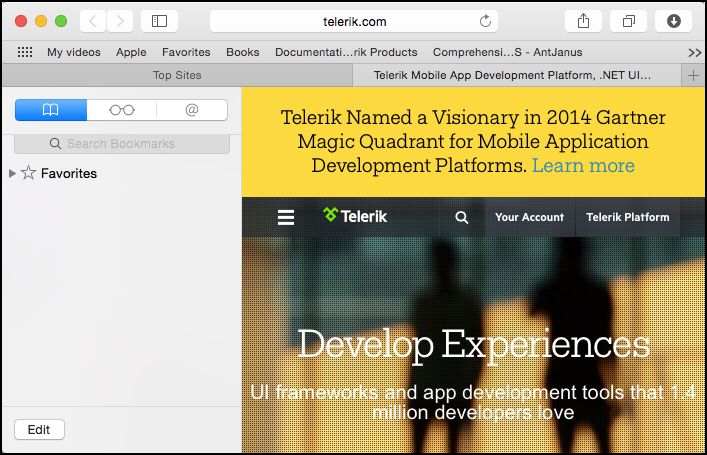 telerik.com
My videos Apple Favorites Books Documentati...rik Products Comprehensi...S - AntJanus >>
Top Sites Telerik Mobile App Development Platform, .NET UI... +
@
Search Bookmarks
Favorites
Edit
Telerik Named a Visionary in 2014 Gartner
Magic Quadrant for Mobile Application
Development Platforms. Learn more
Telerik Your Account Telerik Platform
Develop Experiences
UI frameworks and app development tools that 1.4
million developers love